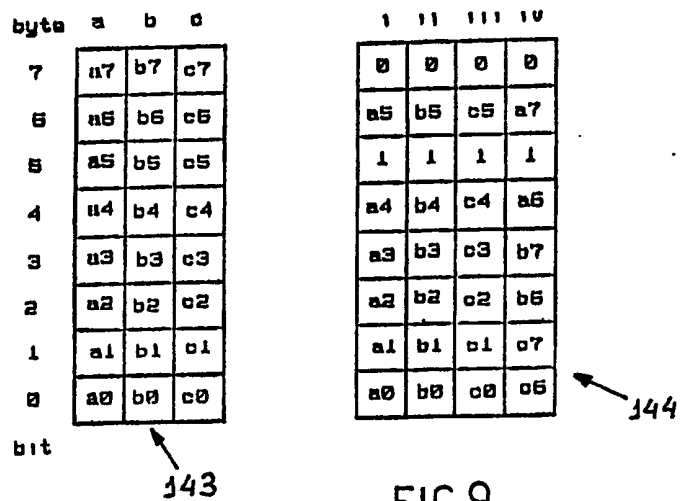 byte a b c ı ıı ııı ıv
7 a7 b7 c7 0 0 0 0
6 a6 b6 c6 a5 b5 c5 a7
5 a5 b5 c5 1 1 1 1
4 a4 b4 c4 a4 b4 c4 a6
3 a3 b3 c3 a3 b3 c3 b7
2 a2 b2 c2 a2 b2 c2 b6
1 a1 b1 c1 a1 b1 c1 c7
0 a0 b0 c0 a0 b0 c0 c6
bit
143
144
FIG 9